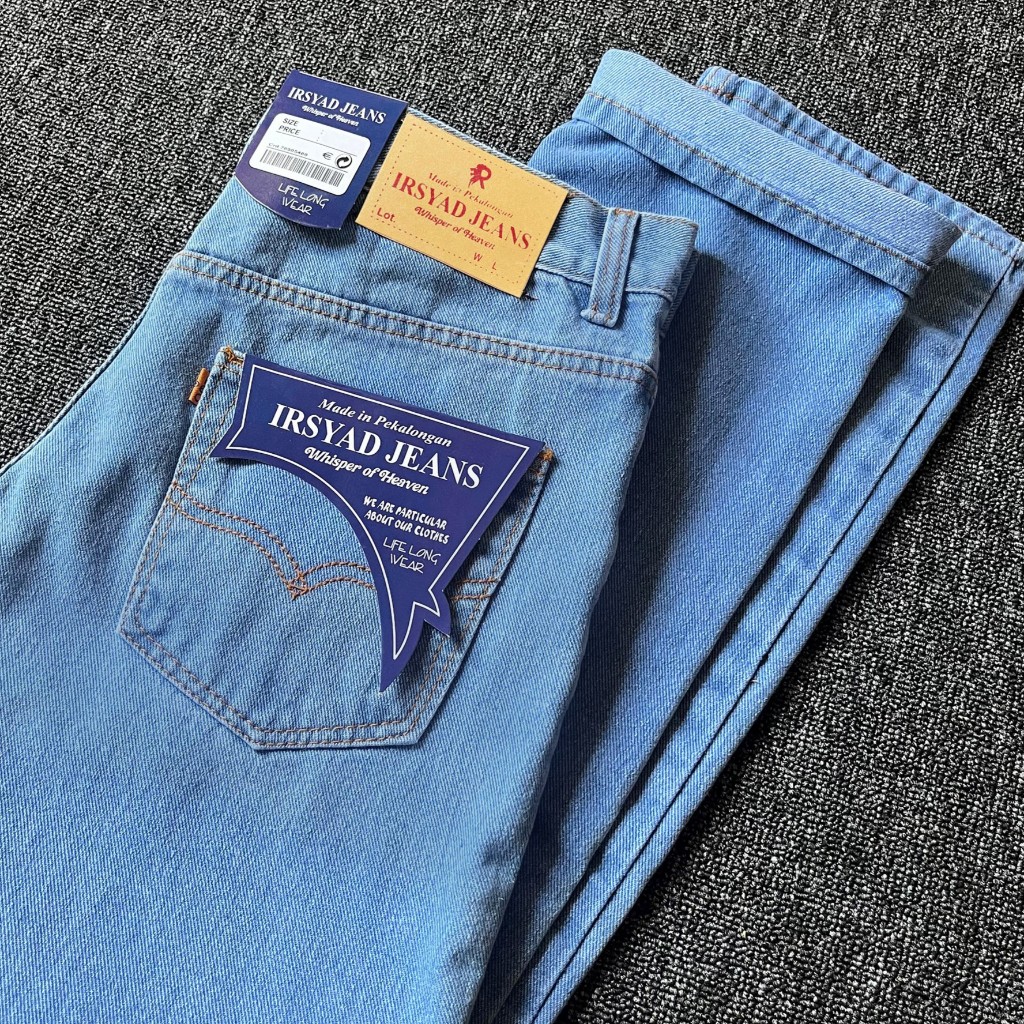 IRSYAD JEANS
Whisper of Heaven
SIZE
PRICE
€
LIFE LONG
WEAR
R
Made in Pekalongan
IRSYAD JEANS
Lot.
Whisper of Heaven
W L
Made in Pekalongan
IRSYAD JEANS
Whisper of Heaven
WE ARE PARTICULAR
ABOUT OUR CLOTHES
LIFE LONG
WEAR